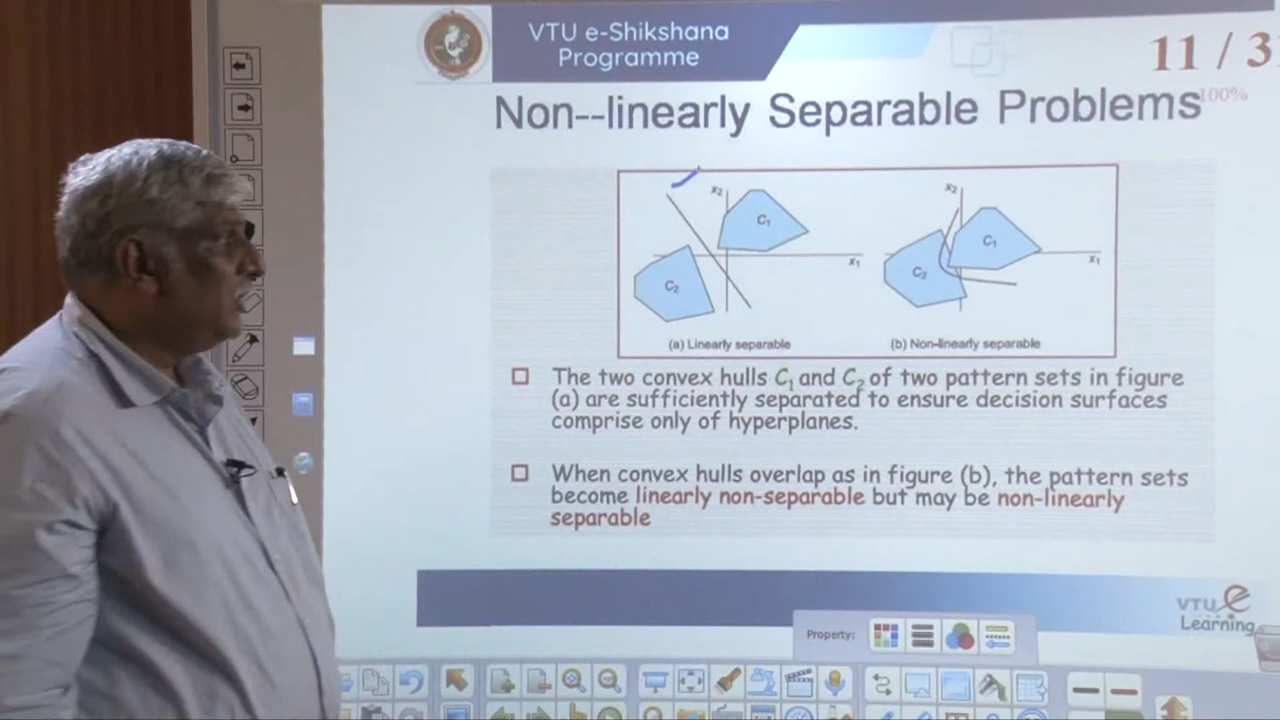 VTU e-Shikshana
Programme
11 / 3
100%
Non--linearly Separable Problems
x2
C1
x1
C2
(a) Linearly separable
x2
C1
x1
C2
(b) Non-linearly separable
The two convex hulls C1 and C2 of two pattern sets in figure
(a) are sufficiently separated to ensure decision surfaces
comprise only of hyperplanes.
When convex hulls overlap as in figure (b), the pattern sets
become linearly non-separable but may be non-linearly
separable
VTU e
Learning
Property: